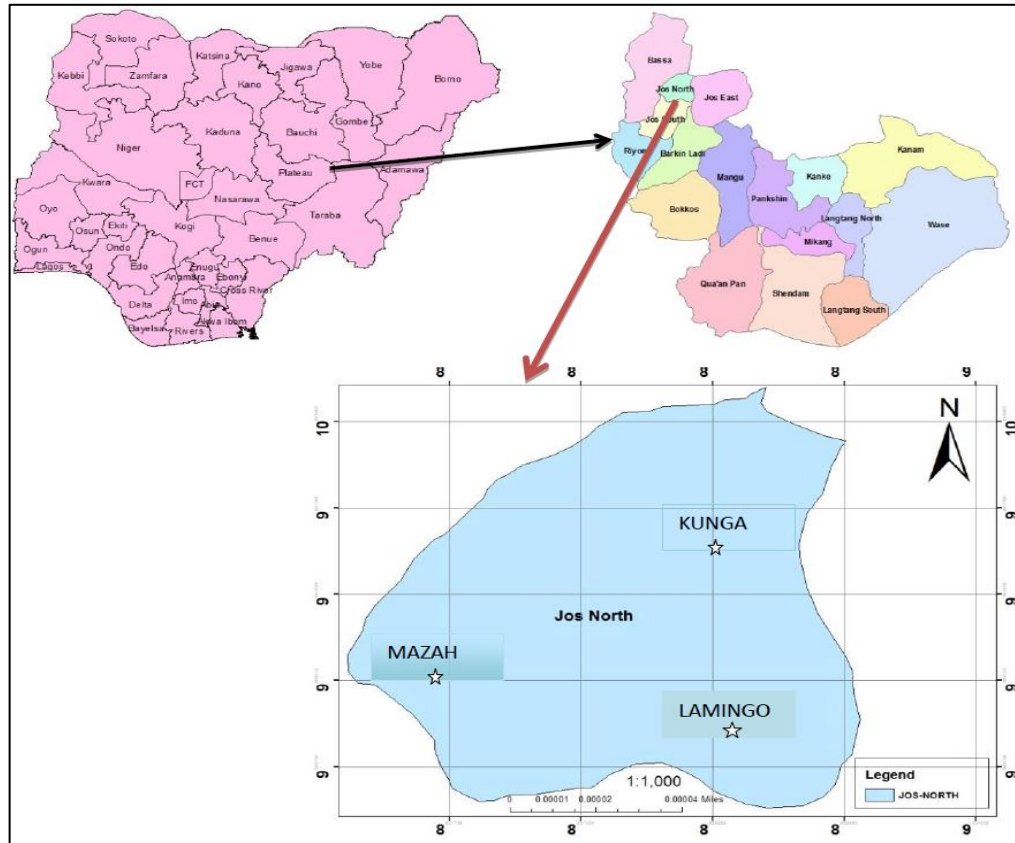 Sokoto
Kebbi
Zamfara
Katsina
Kano
Jigawa
Yobe
Borno
Kaduna
Bauchi
Gombe
Niger
Plateau
Adamawa
Kwara
FCT
Nasarawa
Taraba
Oyo
Kogi
Benue
Osun
Ekiti
Ondo
Ogun
Lagos
Edo
Anamara
Enugu
Ebonyi
Cross River
Delta
Imo
Abia
Bayelsa
Rivers
Akwa Ibom
Bassa
Jos North
Jos East
Jos South
Riyom
Barkin Ladi
Mangu
Pankshin
Kanke
Kanam
Bokkos
Langtang North
Wase
Mikang
Qua'an Pan
Shendam
Langtang South
8 8 8 8 9
10 10
9 9
9 9
9 9
9 9
N
KUNGA
Jos North
MAZAH
LAMINGO
1:1,000
0 0.00001 0.00002 0.00004 Miles
Legend
JOS-NORTH
8 8 8 8 9